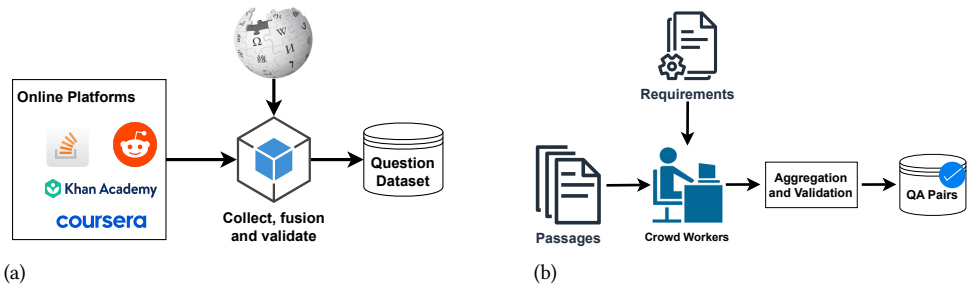 Online Platforms
Khan Academy
coursera
Collect, fusion
and validate
Question
Dataset
(a)
Requirements
Passages
Crowd Workers
Aggregation
and Validation
QA Pairs
(b)